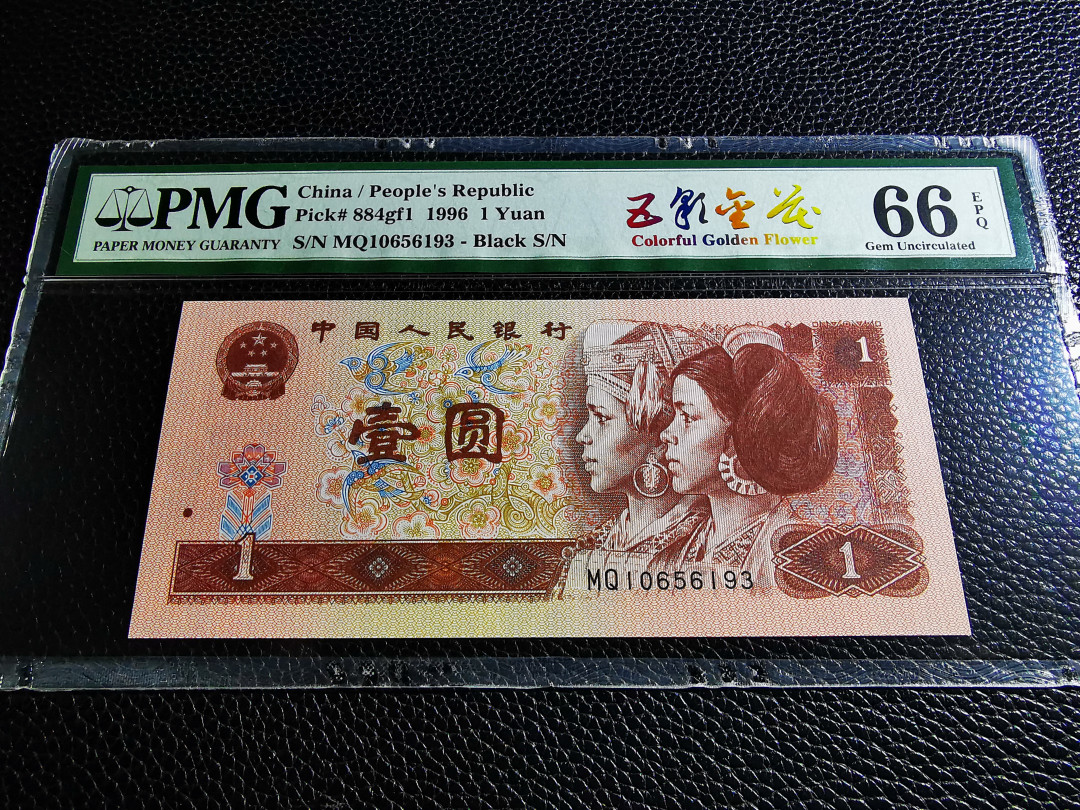 PMG
PAPER MONEY GUARANTY
China / People's Republic
Pick# 884gf1 1996 1 Yuan
S/N MQ10656193 - Black S/N
五彩金花
Colorful Golden Flower
66
EPQ
Gem Uncirculated
中国人民银行
1
壹圆
1
MQ10656193
1